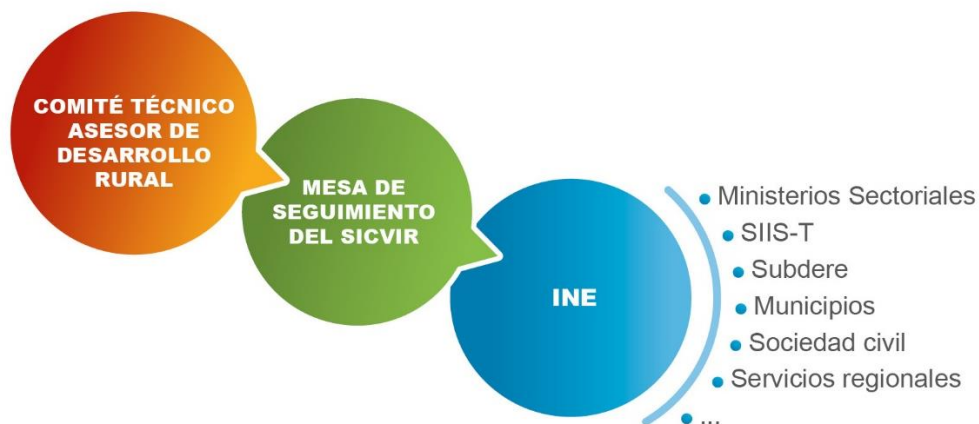 COMITÉ TÉCNICO
ASESOR DE
DESARROLLO
RURAL
MESA DE
SEGUIMIENTO
DEL SICVIR
INE
• Ministerios Sectoriales
• SIIS-T
• Subdere
• Municipios
• Sociedad civil
• Servicios regionales
• ...